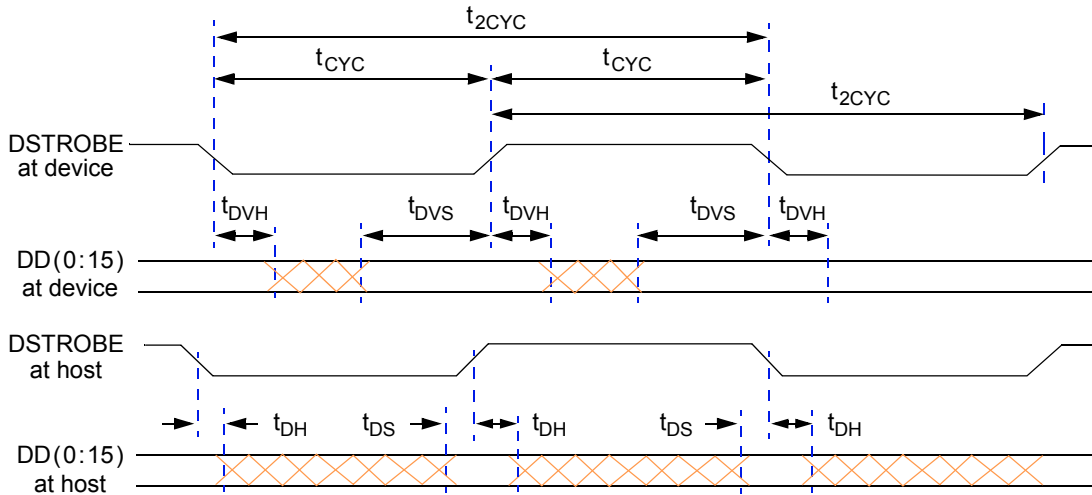 t2CYC
tCYC tCYC
t2CYC
DSTROBE
at device
tDVH tDVS tDVH tDVS tDVH
DD(0:15)
at device
DSTROBE
at host
tDH tDS tDH tDS tDH
DD(0:15)
at host